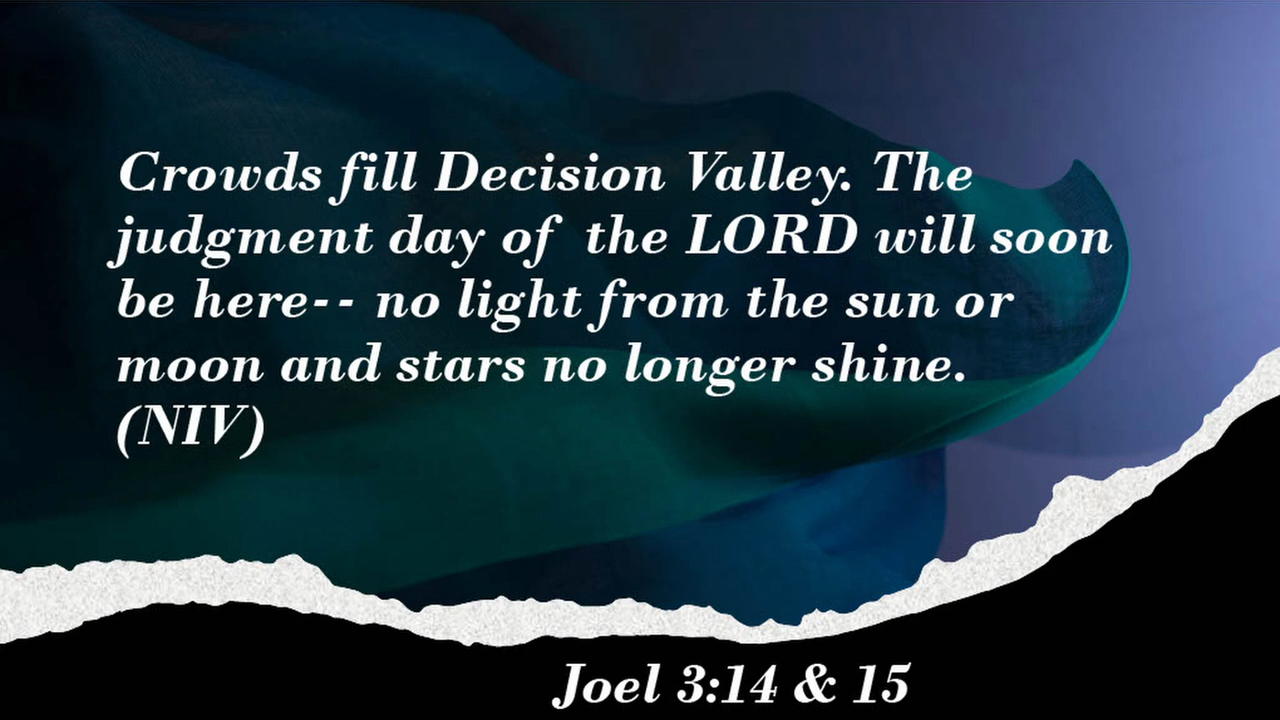 Crowds fill Decision Valley. The
judgment day of the LORD will soon
be here-- no light from the sun or
moon and stars no longer shine.
(NIV)
Joel 3:14 & 15